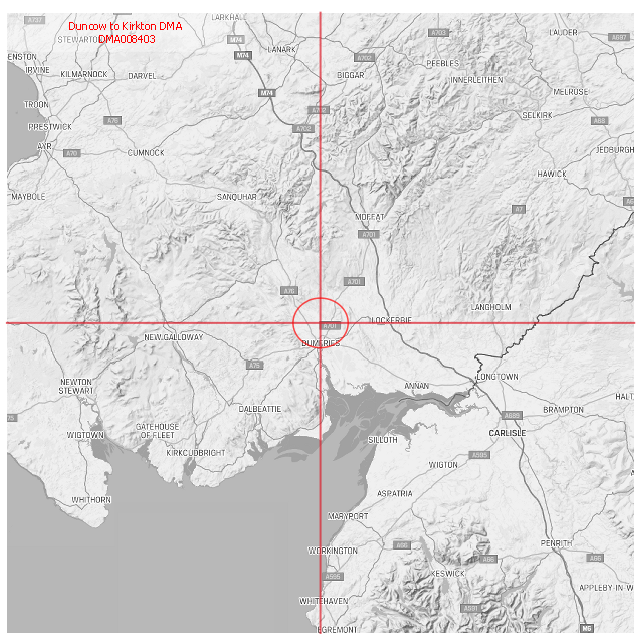 Duncow to Kirkton DMA
DMA008403
LARKHALL
A737
A703
LAUDER
A697
STEWARTON
M74
LANARK
M74
A702
ENSTON
PEEBLES
IRVINE
KILMARNOCK
DARVEL
BIGGAR
INNERLEITHEN
M74
MELROSE
TROON
A702
SELKIRK
A76
A68
PRESTWICK
A702
AYR
A70
CUMNOCK
JEDBURGH
HAWICK
MAYBOLE
SANQUHAR
A7
MOFFAT
A701
A701
A76
LANGHOLM
A701
LOCKERBIE
NEW GALLOWAY
DUMFRIES
A75
NEWTON
STEWART
ANNAN
LONGTOWN
HALT
DALBEATTIE
BRAMPTON
A75
A689
GATEHOUSE
OF FLEET
WIGTOWN
CARLISLE
SILLOTH
KIRKCUDBRIGHT
A595
WIGTON
ASPATRIA
WHITHORN
MARYPORT
A66
PENRITH
WORKINGTON
A66
A66
KESWICK
A595
APPLEBY-IN-W
WHITEHAVEN
A591
EGREMONT
M6